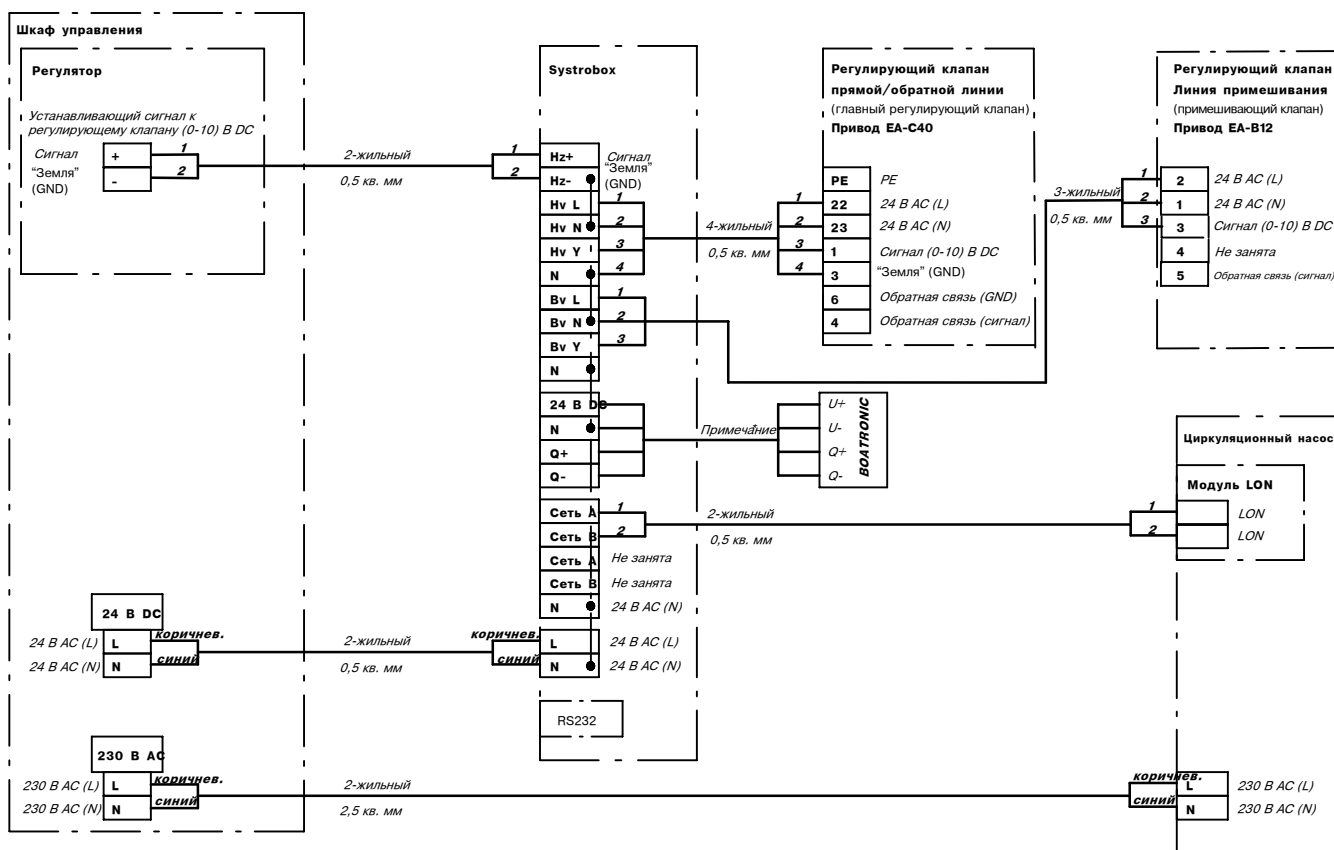 Шкаф управления
Регулятор
Устанавливающий сигнал к
регулирующему клапану (0-10) В DC
Сигнал
"Земля"
(GND)
+
-
1
2
2-жильный
0,5 кв. мм
1
2
Systrobox
Hz+
Hz-
Hv L
Hv N
Hv Y
N
Bv L
Bv N
Bv Y
N
24 В DC
N
Q+
Q-
Сеть A
Сеть B
Сеть A
Сеть B
N
L
N
Сигнал
"Земля"
(GND)
1
2
3
4
1
2
3
1
2
Не занята
Не занята
24 В AC (N)
24 В AC (L)
24 В AC (N)
RS232
4-жильный
0,5 кв. мм
1
2
3
4
Регулирующий клапан
прямой/обратной линии
(главный регулирующий клапан)
Привод EA-C40
PE PE
22 24 В AC (L)
23 24 В AC (N)
1 Сигнал (0-10) В DC
3 "Земля" (GND)
6 Обратная связь (GND)
4 Обратная связь (сигнал)
3-жильный
0,5 кв. мм
1
2
3
Регулирующий клапан
Линия примешивания
(примешивающий клапан)
Привод EA-B12
2 24 В AC (L)
1 24 В AC (N)
3 Сигнал (0-10) В DC
4 Не занята
5 Обратная связь (сигнал)
Примечание
U+
U-
Q+
Q-
BOATRONIC
2-жильный
0,5 кв. мм
1
2
Циркуляционный насос
Модуль LON
LON
LON
24 В DC
24 В AC (L) L коричнев.
24 В AC (N) N синий
2-жильный
0,5 кв. мм
коричнев.
синий
230 В AC
230 В AC (L) L коричнев.
230 В AC (N) N синий
2-жильный
2,5 кв. мм
коричнев.
синий
L 230 В AC (L)
N 230 В AC (N)